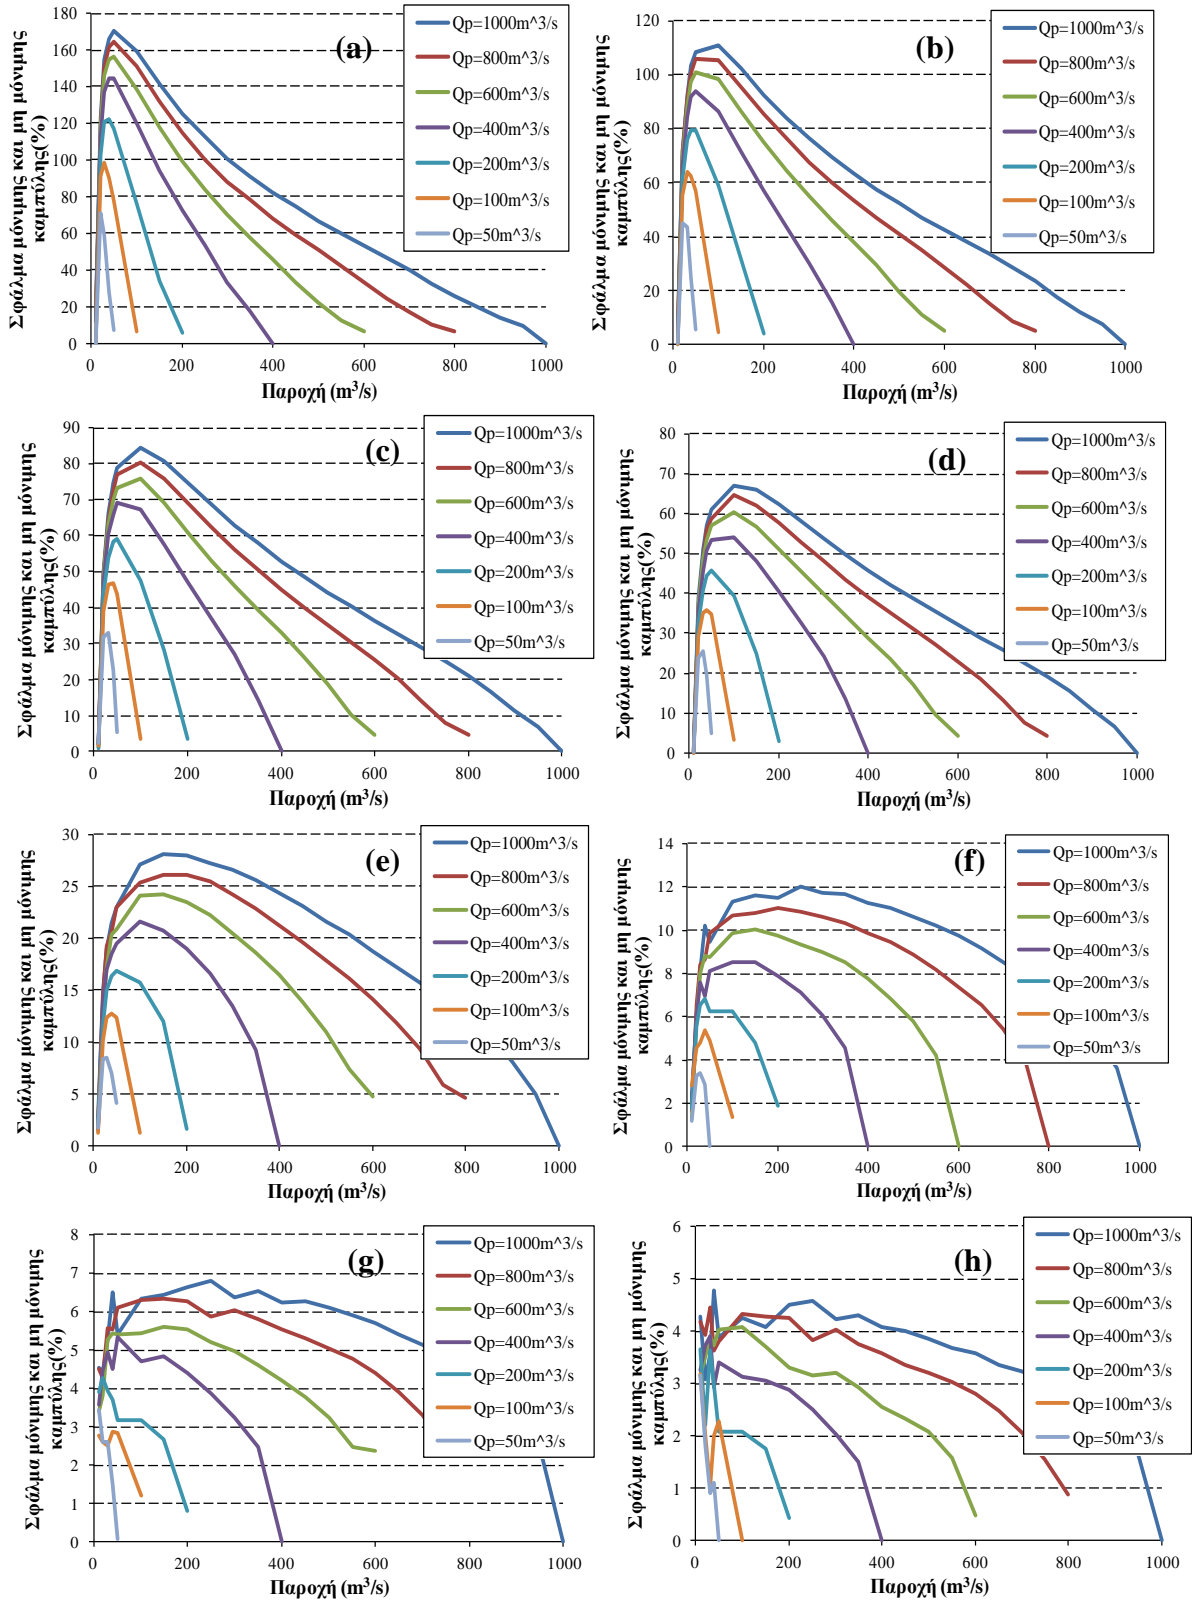 Σφάλμα μόνιμης και μη μόνιμης
καμπύλης(%)
180
160
140
120
100
80
60
40
20
0
(a)
Qp=1000m^3/s
Qp=800m^3/s
Qp=600m^3/s
Qp=400m^3/s
Qp=200m^3/s
Qp=100m^3/s
Qp=50m^3/s
0 200 400 600 800 1000
Παροχή (m³/s)
Σφάλμα μόνιμης και μη μόνιμης
καμπύλης(%)
120
100
80
60
40
20
0
(b)
Qp=1000m^3/s
Qp=800m^3/s
Qp=600m^3/s
Qp=400m^3/s
Qp=200m^3/s
Qp=100m^3/s
Qp=50m^3/s
0 200 400 600 800 1000
Παροχή (m³/s)
Σφάλμα μόνιμης και μη μόνιμης
καμπύλης(%)
90
80
70
60
50
40
30
20
10
0
(c)
Qp=1000m^3/s
Qp=800m^3/s
Qp=600m^3/s
Qp=400m^3/s
Qp=200m^3/s
Qp=100m^3/s
Qp=50m^3/s
0 200 400 600 800 1000
Παροχή (m³/s)
Σφάλμα μόνιμης και μη μόνιμης
καμπύλης(%)
80
70
60
50
40
30
20
10
0
(d)
Qp=1000m^3/s
Qp=800m^3/s
Qp=600m^3/s
Qp=400m^3/s
Qp=200m^3/s
Qp=100m^3/s
Qp=50m^3/s
0 200 400 600 800 1000
Παροχή (m³/s)
Σφάλμα μόνιμης και μη μόνιμης
καμπύλης(%)
30
25
20
15
10
5
0
(e)
Qp=1000m^3/s
Qp=800m^3/s
Qp=600m^3/s
Qp=400m^3/s
Qp=200m^3/s
Qp=100m^3/s
Qp=50m^3/s
0 200 400 600 800 1000
Παροχή (m³/s)
Σφάλμα μόνιμης και μη μόνιμης
καμπύλης(%)
14
12
10
8
6
4
2
0
(f)
Qp=1000m^3/s
Qp=800m^3/s
Qp=600m^3/s
Qp=400m^3/s
Qp=200m^3/s
Qp=100m^3/s
Qp=50m^3/s
0 200 400 600 800 1000
Παροχή (m³/s)
Σφάλμα μόνιμης και μη μόνιμης
καμπύλης(%)
8
7
6
5
4
3
2
1
0
(g)
Qp=1000m^3/s
Qp=800m^3/s
Qp=600m^3/s
Qp=400m^3/s
Qp=200m^3/s
Qp=100m^3/s
Qp=50m^3/s
0 200 400 600 800 1000
Παροχή (m³/s)
Σφάλμα μόνιμης και μη μόνιμης
καμπύλης(%)
6
5
4
3
2
1
0
(h)
Qp=1000m^3/s
Qp=800m^3/s
Qp=600m^3/s
Qp=400m^3/s
Qp=200m^3/s
Qp=100m^3/s
Qp=50m^3/s
0 200 400 600 800 1000
Παροχή (m³/s)